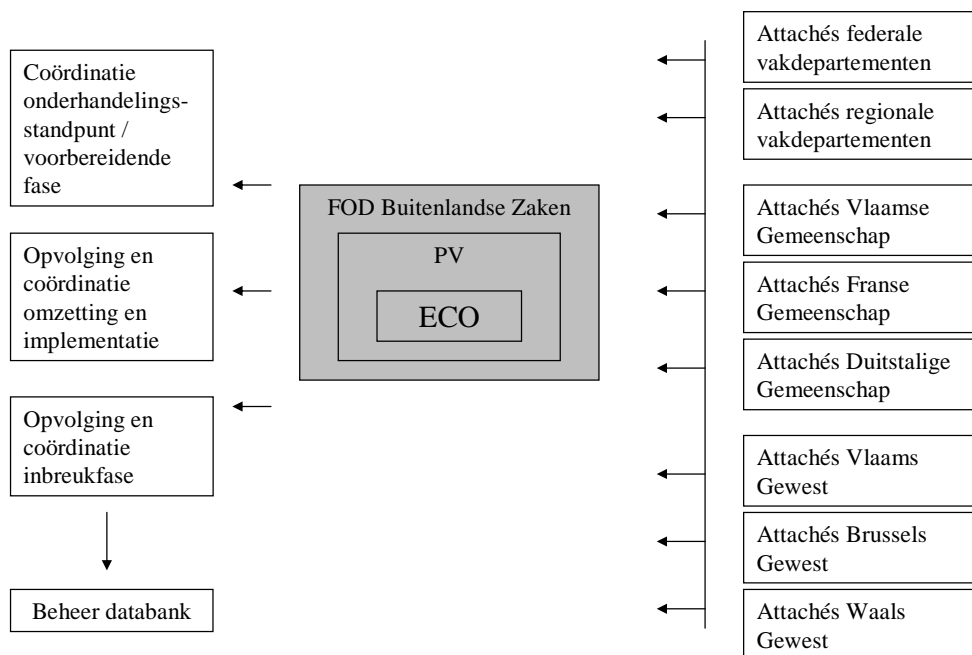 Coördinatie
onderhandelings-
standpunt /
voorbereidende
fase
Opvolging en
coördinatie
omzetting en
implementatie
Opvolging en
coördinatie
inbreukfase
Beheer databank
FOD Buitenlandse Zaken
PV
ECO
Attachés federale
vakdepartementen
Attachés regionale
vakdepartementen
Attachés Vlaamse
Gemeenschap
Attachés Franse
Gemeenschap
Attachés Duitstalige
Gemeenschap
Attachés Vlaams
Gewest
Attachés Brussels
Gewest
Attachés Waals
Gewest